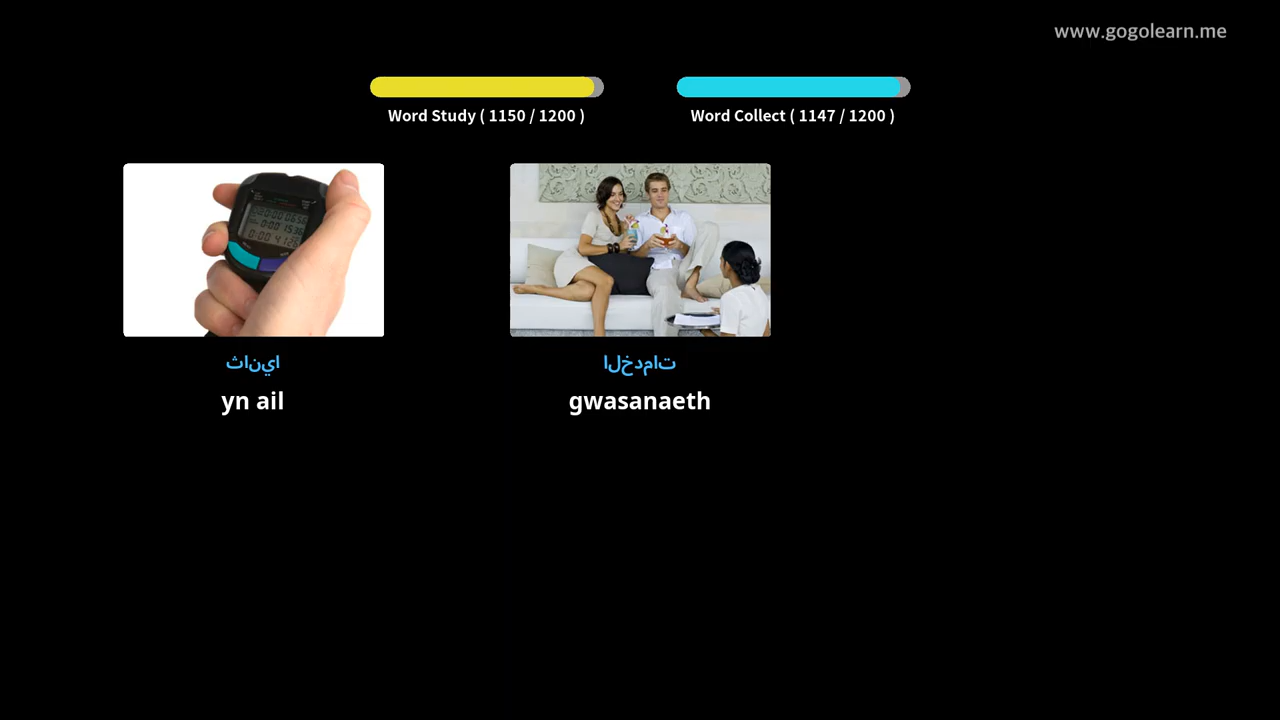 www.gogolearn.me
Word Study ( 1150 / 1200 )
Word Collect ( 1147 / 1200 )
ثانيا
الخدمات
yn ail
gwasanaeth